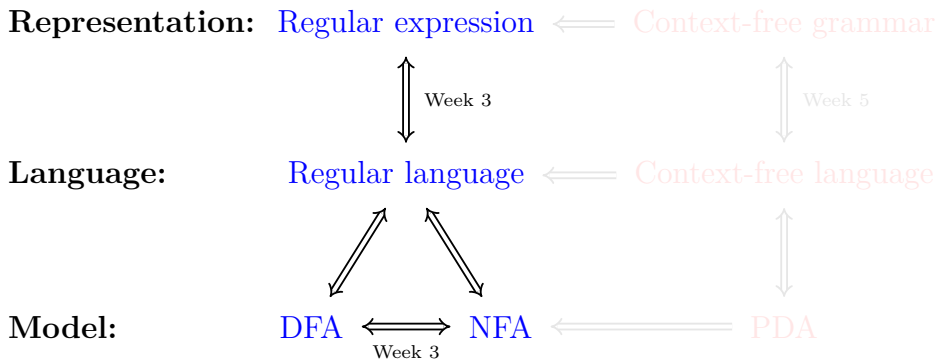 Representation: Regular expression Context-free grammar
Week 3 Week 5
Language: Regular language Context-free language
Model: DFA NFA PDA
Week 3